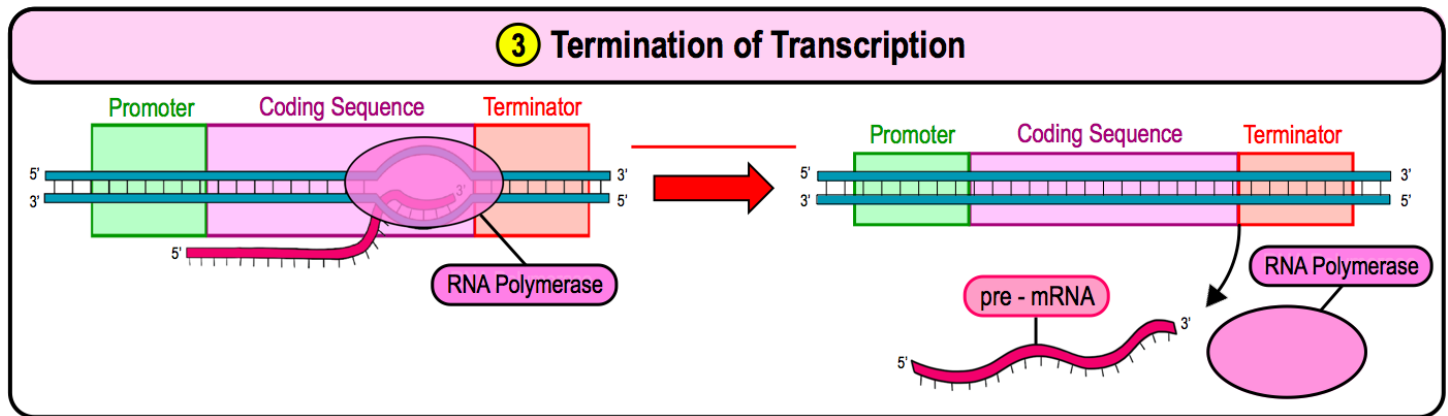 3 Termination of Transcription
Promoter Coding Sequence Terminator
5' 3'
3' 5'
3'
5'
RNA Polymerase
Promoter Coding Sequence Terminator
5' 3'
3' 5'
RNA Polymerase
pre - mRNA
3'
5'